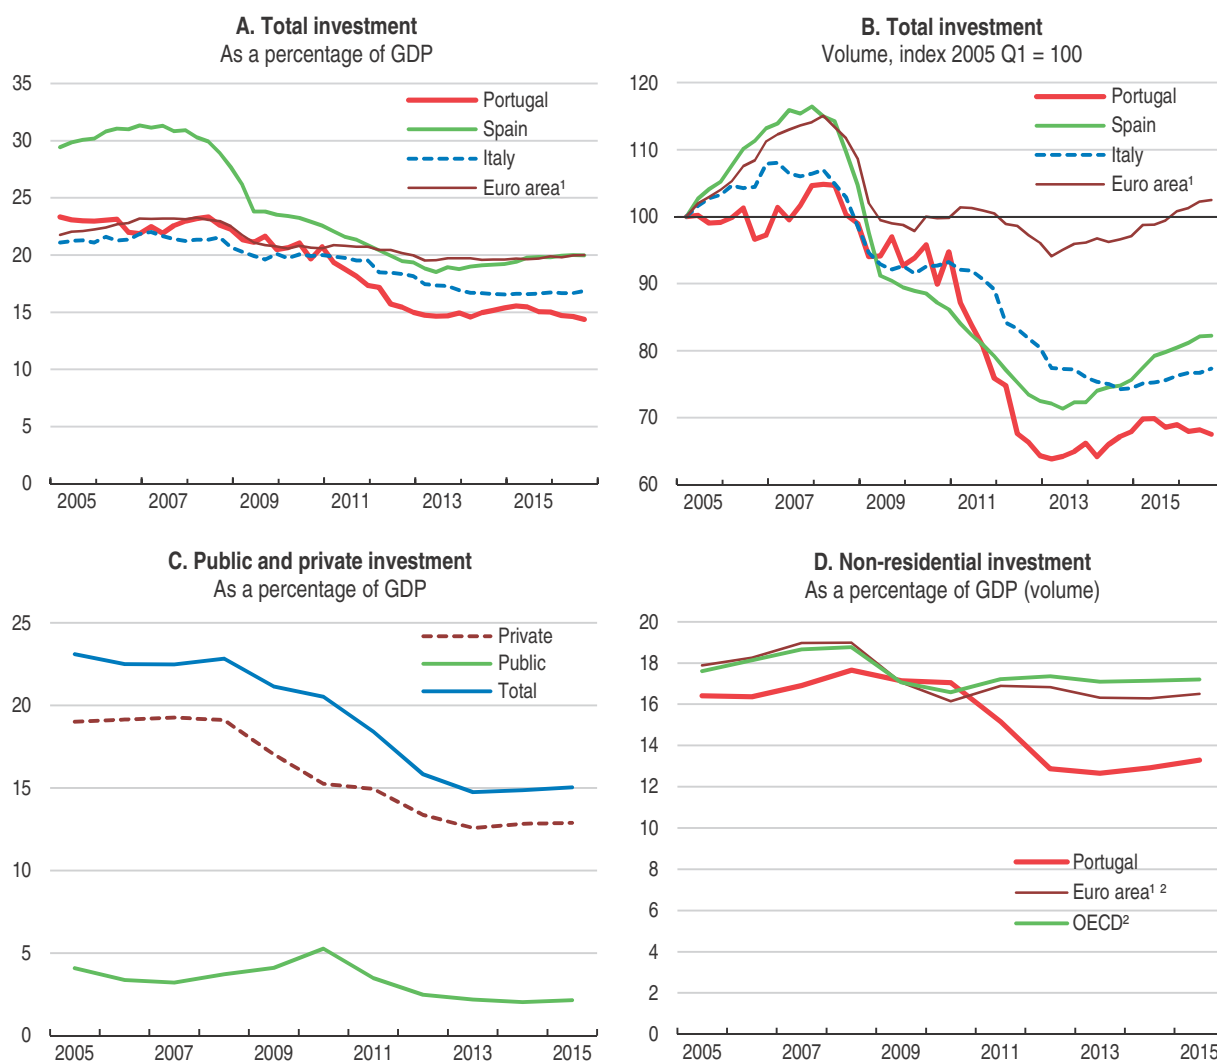 A. Total investment
As a percentage of GDP
35
30
25
20
15
10
5
0
Portugal
Spain
Italy
Euro area¹
2005 2007 2009 2011 2013 2015
B. Total investment
Volume, index 2005 Q1 = 100
120
110
100
90
80
70
60
Portugal
Spain
Italy
Euro area¹
2005 2007 2009 2011 2013 2015
C. Public and private investment
As a percentage of GDP
25
20
15
10
5
0
Private
Public
Total
2005 2007 2009 2011 2013 2015
D. Non-residential investment
As a percentage of GDP (volume)
20
18
16
14
12
10
8
6
4
2
0
Portugal
Euro area¹ ²
OECD²
2005 2007 2009 2011 2013 2015